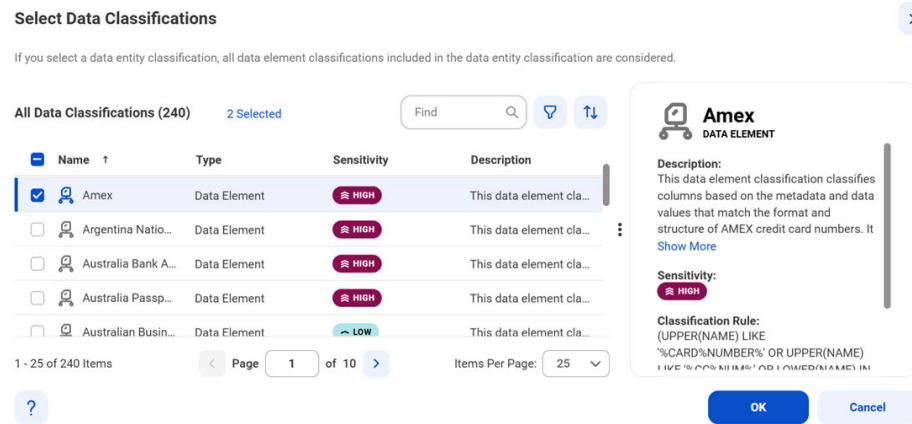 Select Data Classifications
If you select a data entity classification, all data element classifications included in the data entity classification are considered.
All Data Classifications (240)
2 Selected
Find
Name ↑ Type Sensitivity Description
Amex Data Element HIGH This data element cla...
Argentina Natio... Data Element HIGH This data element cla...
Australia Bank A... Data Element HIGH This data element cla...
Australia Passp... Data Element HIGH This data element cla...
Australian Busin... Data Element LOW This data element cla...
1 - 25 of 240 Items
Page 1 of 10
Items Per Page: 25
Amex
DATA ELEMENT
Description:
This data element classification classifies
columns based on the metadata and data
values that match the format and
structure of AMEX credit card numbers. It
Show More
Sensitivity:
HIGH
Classification Rule:
(UPPER(NAME) LIKE
'%CARD%NUMBER%' OR UPPER(NAME)
LIKE '%CC%NUM%' OR LOWER(NAME) IN
?
OK
Cancel